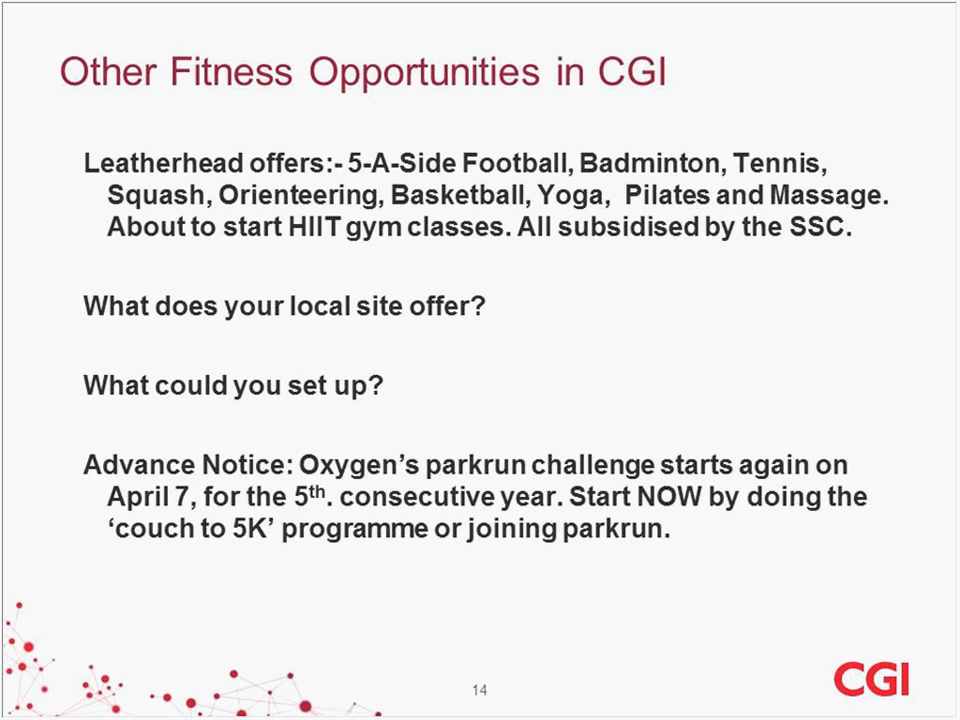 Other Fitness Opportunities in CGI
Leatherhead offers:- 5-A-Side Football, Badminton, Tennis,
Squash, Orienteering, Basketball, Yoga,  Pilates and Massage.
About to start HIIT gym classes. All subsidised by the SSC.
What does your local site offer?
What could you set up?
Advance Notice: Oxygen’s parkrun challenge starts again on
April 7, for the 5th. consecutive year. Start NOW by doing the
‘couch to 5K’ programme or joining parkrun.
14
CGI